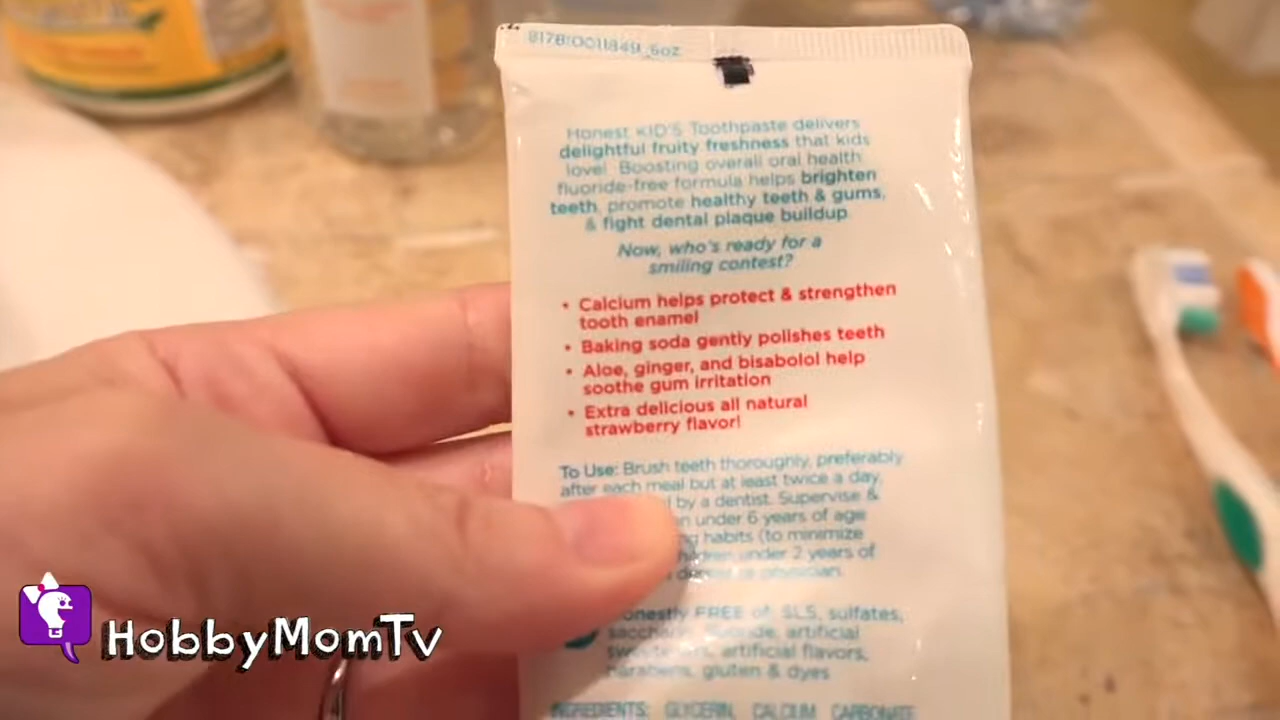 Honest KID'S Toothpaste delivers
delightful fruity freshness that kids
love! Boosting overall oral health
fluoride-free formula helps brighten
teeth, promote healthy teeth & gums,
& fight dental plaque buildup.
Now, who's ready for a
smiling contest?
• Calcium helps protect & strengthen
tooth enamel
• Baking soda gently polishes teeth
• Aloe, ginger, and bisabolol help
soothe gum irritation
• Extra delicious all natural
strawberry flavor!
To Use: Brush teeth thoroughly, preferably
after each meal but at least twice a day,
by a dentist. Supervise &
under 6 years of age
habits (to minimize
under 2 years of
physician.
FREE of: SLS, sulfates,
artificial
artificial flavors,
parabens, gluten & dyes
INGREDIENTS: GLYCERIN, CALCIUM CARBONATE
HobbyMomTv